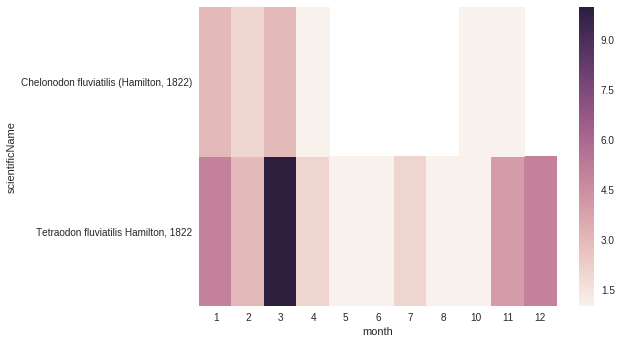 Chelonodon fluviatilis (Hamilton, 1822)
Tetraodon fluviatilis Hamilton, 1822
scientificName
1 2 3 4 5 6 7 8 10 11 12
month
9.0
7.5
6.0
4.5
3.0
1.5